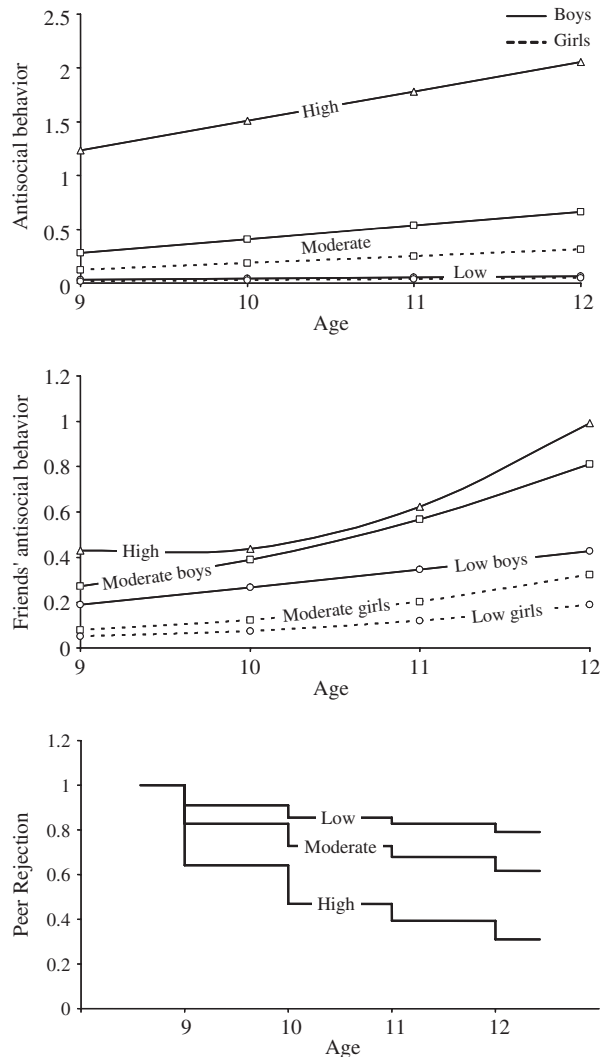 Boys
Girls
Antisocial behavior
2.5
2
1.5
1
0.5
0
High
Moderate
Low
9 10 11 12
Age
Friends' antisocial behavior
1.2
1
0.8
0.6
0.4
0.2
0
High
Moderate boys
Low boys
Moderate girls
Low girls
9 10 11 12
Age
Peer Rejection
1.2
1
0.8
0.6
0.4
0.2
0
Low
Moderate
High
9 10 11 12
Age